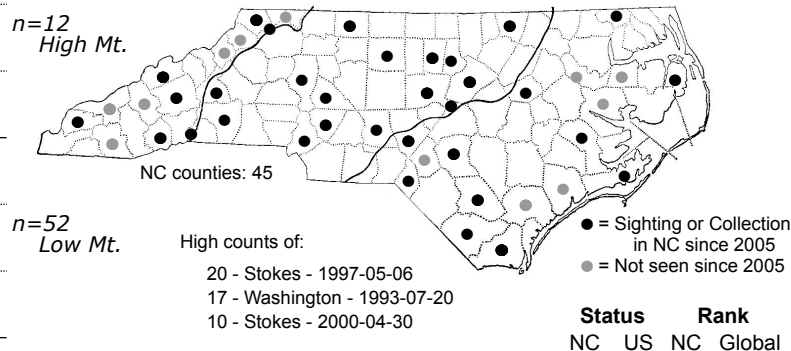 n=12
High Mt.
NC counties: 45
n=52
Low Mt.
High counts of:
20 - Stokes - 1997-05-06
17 - Washington - 1993-07-20
10 - Stokes - 2000-04-30
= Sighting or Collection
in NC since 2005
= Not seen since 2005
Status Rank
NC US NC Global